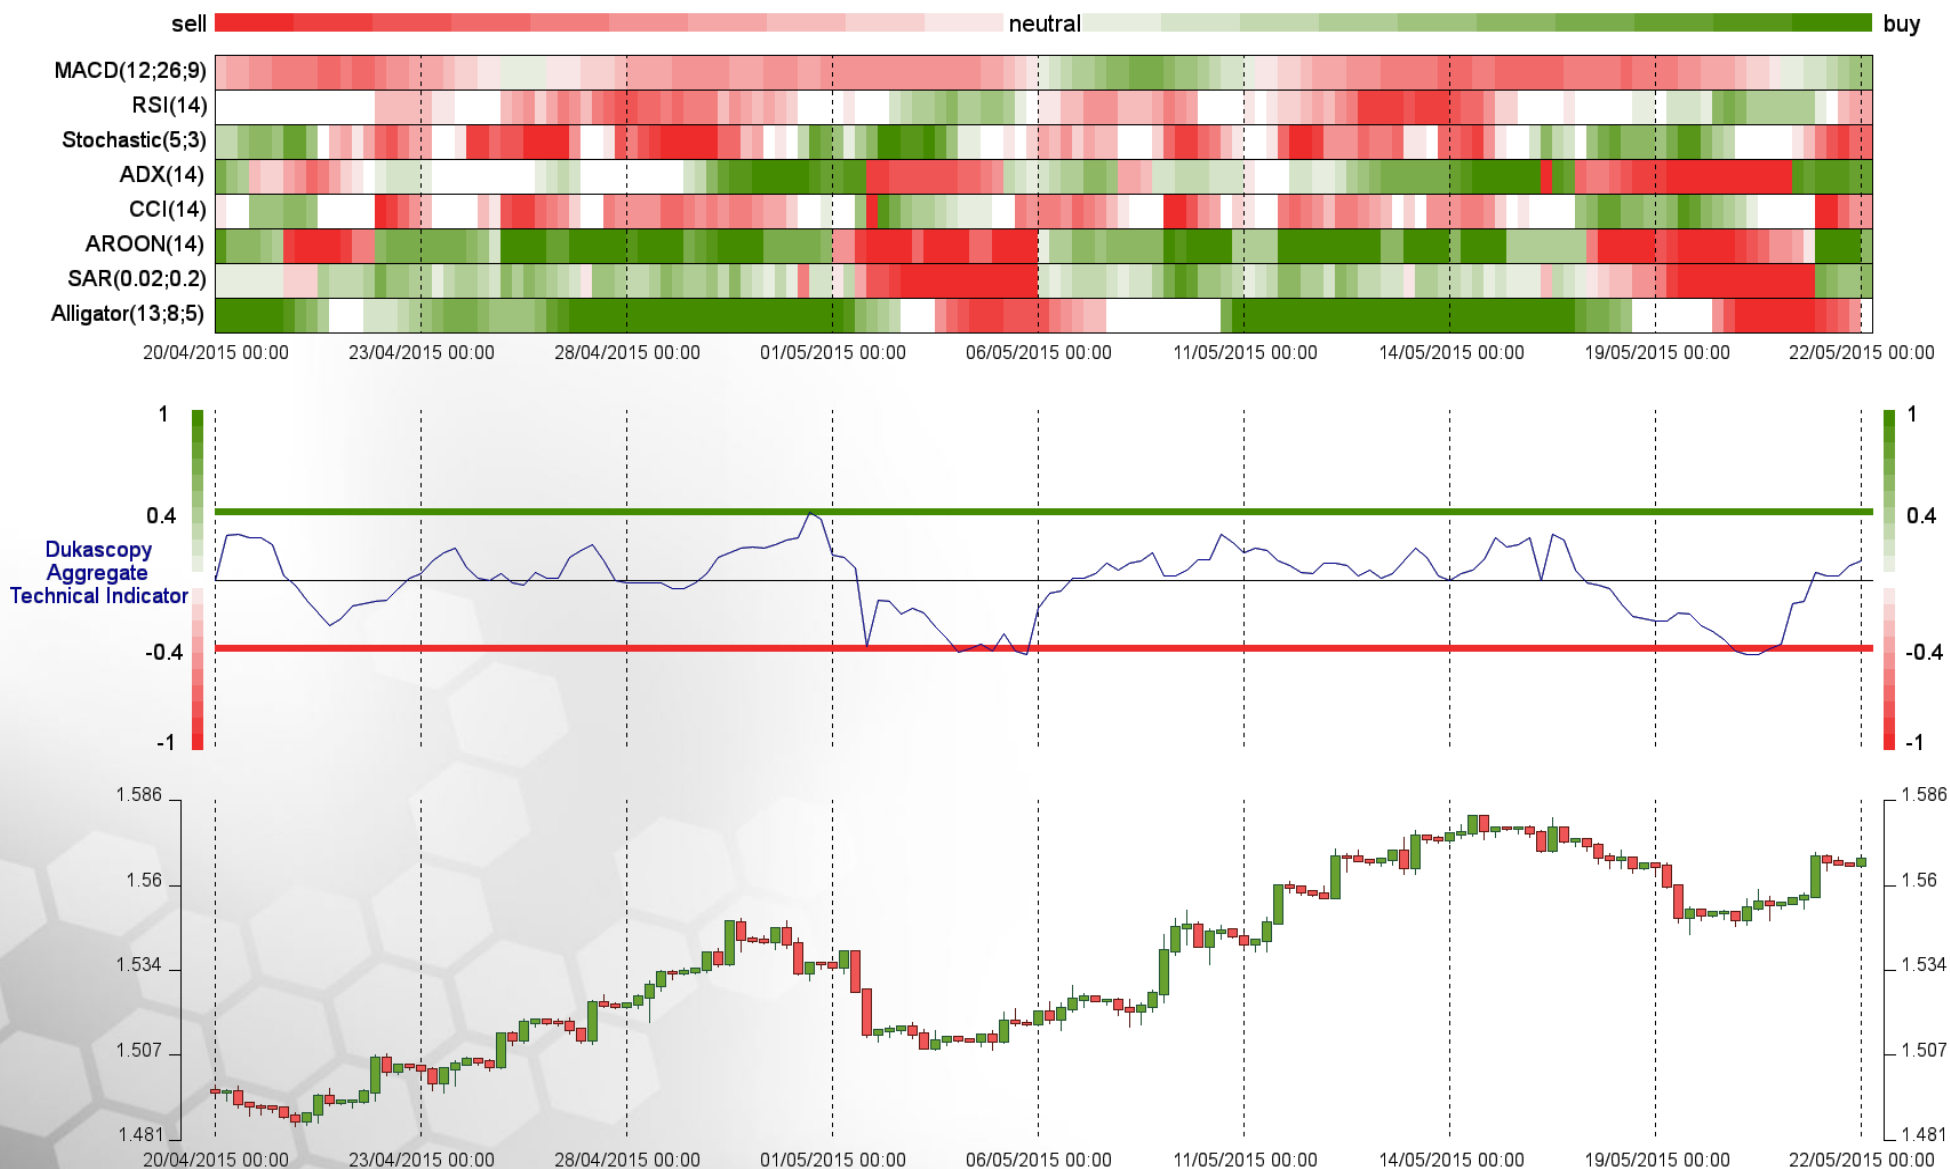 sell neutral buy
MACD(12;26;9)
RSI(14)
Stochastic(5;3)
ADX(14)
CCI(14)
AROON(14)
SAR(0.02;0.2)
Alligator(13;8;5)
20/04/2015 00:00 23/04/2015 00:00 28/04/2015 00:00 01/05/2015 00:00 06/05/2015 00:00 11/05/2015 00:00 14/05/2015 00:00 19/05/2015 00:00 22/05/2015 00:00
1 1
0.4 0.4
Dukascopy
Aggregate
Technical Indicator
-0.4 -0.4
-1 -1
1.586 1.586
1.56 1.56
1.534 1.534
1.507 1.507
1.481 1.481
20/04/2015 00:00 23/04/2015 00:00 28/04/2015 00:00 01/05/2015 00:00 06/05/2015 00:00 11/05/2015 00:00 14/05/2015 00:00 19/05/2015 00:00 22/05/2015 00:00